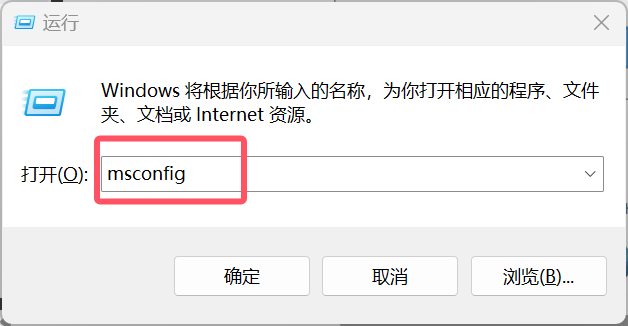 运行
Windows 将根据你所输入的名称，为你打开相应的程序、文件
夹、文档或 Internet 资源。
打开(O): msconfig
确定 取消 浏览(B)...